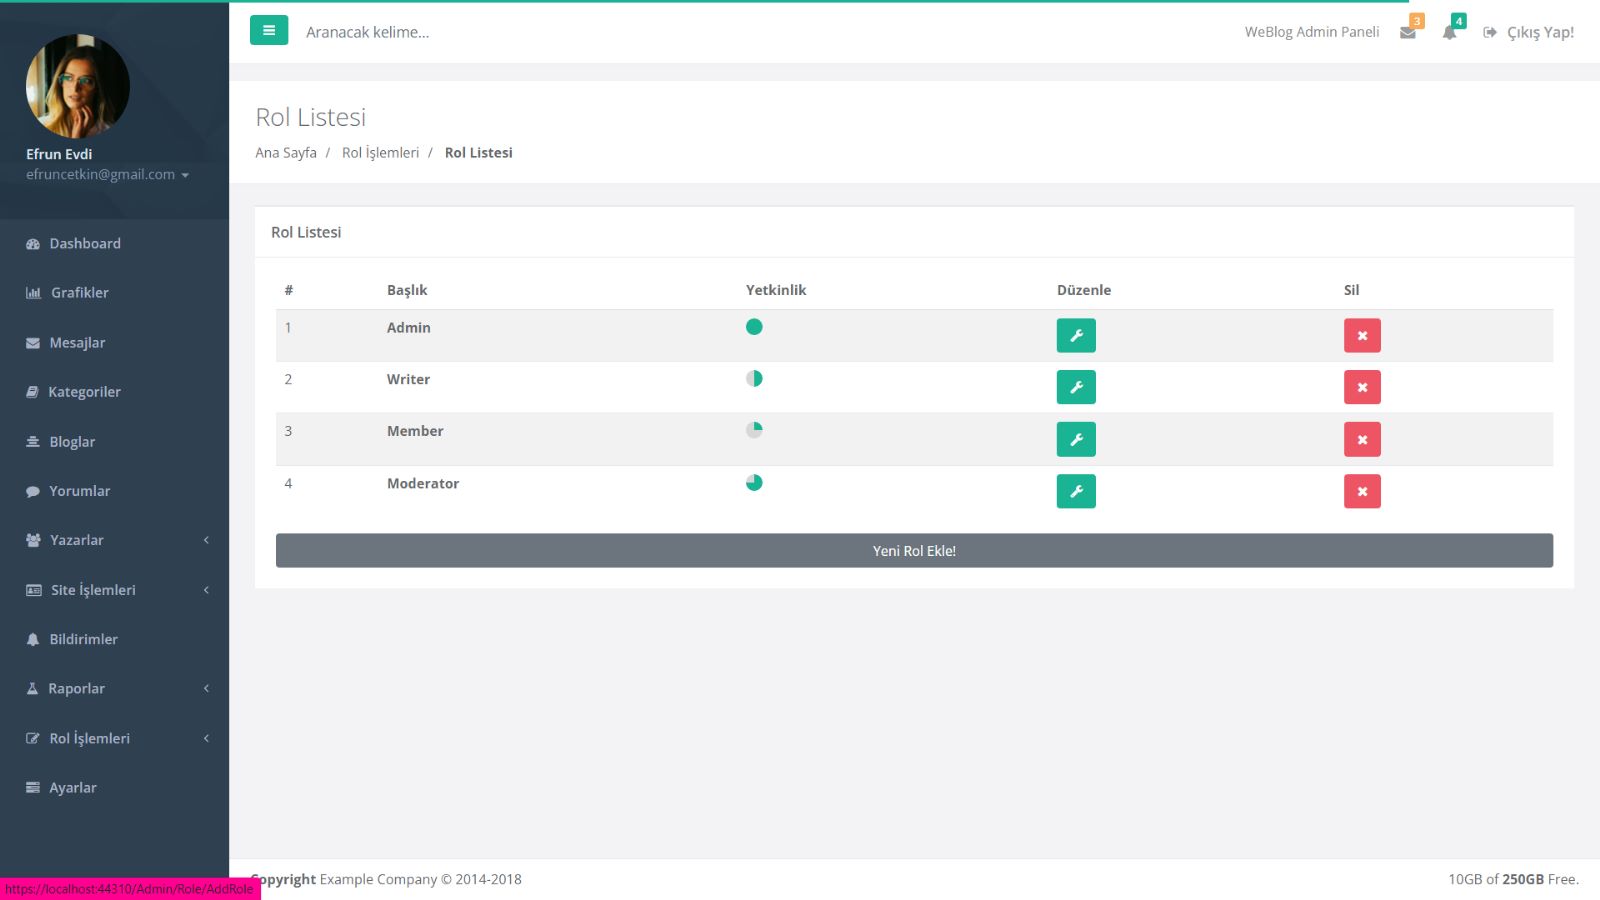 Efrun Evdi
efruncetkin@gmail.com
Dashboard
Grafikler
Mesajlar
Kategoriler
Bloglar
Yorumlar
Yazarlar
Site İşlemleri
Bildirimler
Raporlar
Rol İşlemleri
Ayarlar
https://localhost:44310/Admin/Role/AddRole
Aranacak kelime...
WeBlog Admin Paneli 3 4 Çıkış Yap!
Rol Listesi
Ana Sayfa / Rol İşlemleri / Rol Listesi
Rol Listesi
# Başlık Yetkinlik Düzenle Sil
1 Admin
2 Writer
3 Member
4 Moderator
Yeni Rol Ekle!
Copyright Example Company © 2014-2018
10GB of 250GB Free.